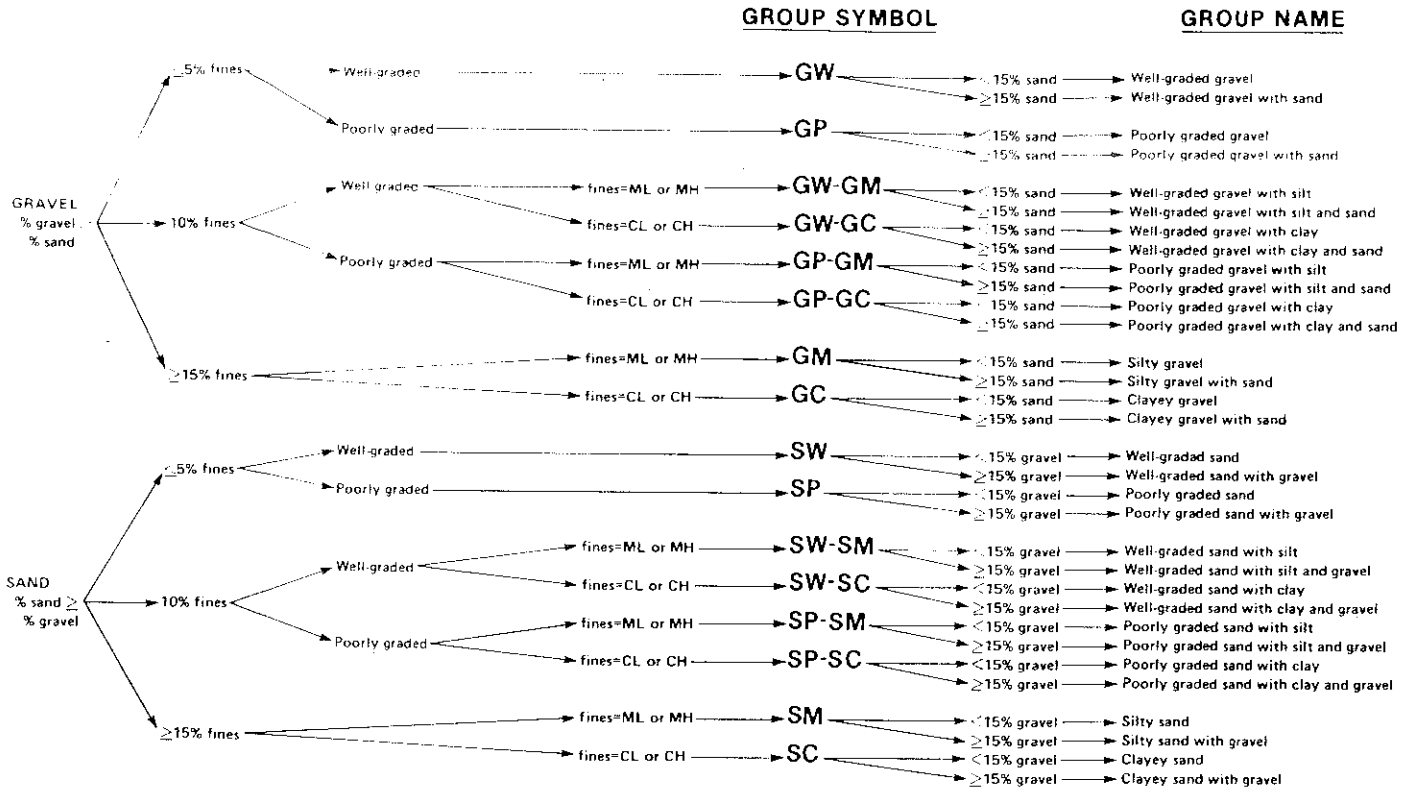 GROUP SYMBOL GROUP NAME
≤5% fines Well-graded GW <15% sand Well-graded gravel
≥15% sand Well-graded gravel with sand
Poorly graded GP <15% sand Poorly graded gravel
15% sand Poorly graded gravel with sand
Well graded fines=ML or MH GW-GM <15% sand Well-graded gravel with silt
GRAVEL
% gravel
% sand
10% fines
≥15% sand Well-graded gravel with silt and sand
fines=CL or CH GW-GC <15% sand Well-graded gravel with clay
≥15% sand Well-graded gravel with clay and sand
Poorly graded fines=ML or MH GP-GM <15% sand Poorly graded gravel with silt
≥15% sand Poorly graded gravel with silt and sand
fines=CL or CH GP-GC 15% sand Poorly graded gravel with clay
≥15% sand Poorly graded gravel with clay and sand
≥15% fines fines=ML or MH GM <15% sand Silty gravel
≥15% sand Silty gravel with sand
fines=CL or CH GC <15% sand Clayey gravel
≥15% sand Clayey gravel with sand
≤5% fines Well-graded SW <15% gravel Well-graded sand
≥15% gravel Well-graded sand with gravel
Poorly graded SP <15% gravel Poorly graded sand
≥15% gravel Poorly graded sand with gravel
Well-graded fines=ML or MH SW-SM <15% gravel Well-graded sand with silt
≥15% gravel Well-graded sand with silt and gravel
SAND
% sand ≥
% gravel
10% fines
fines=CL or CH SW-SC <15% gravel Well-graded sand with clay
≥15% gravel Well-graded sand with clay and gravel
Poorly graded fines=ML or MH SP-SM <15% gravel Poorly graded sand with silt
≥15% gravel Poorly graded sand with silt and gravel
fines=CL or CH SP-SC <15% gravel Poorly graded sand with clay
≥15% gravel Poorly graded sand with clay and gravel
≥15% fines fines=ML or MH SM <15% gravel Silty sand
≥15% gravel Silty sand with gravel
fines=CL or CH SC <15% gravel Clayey sand
≥15% gravel Clayey sand with gravel